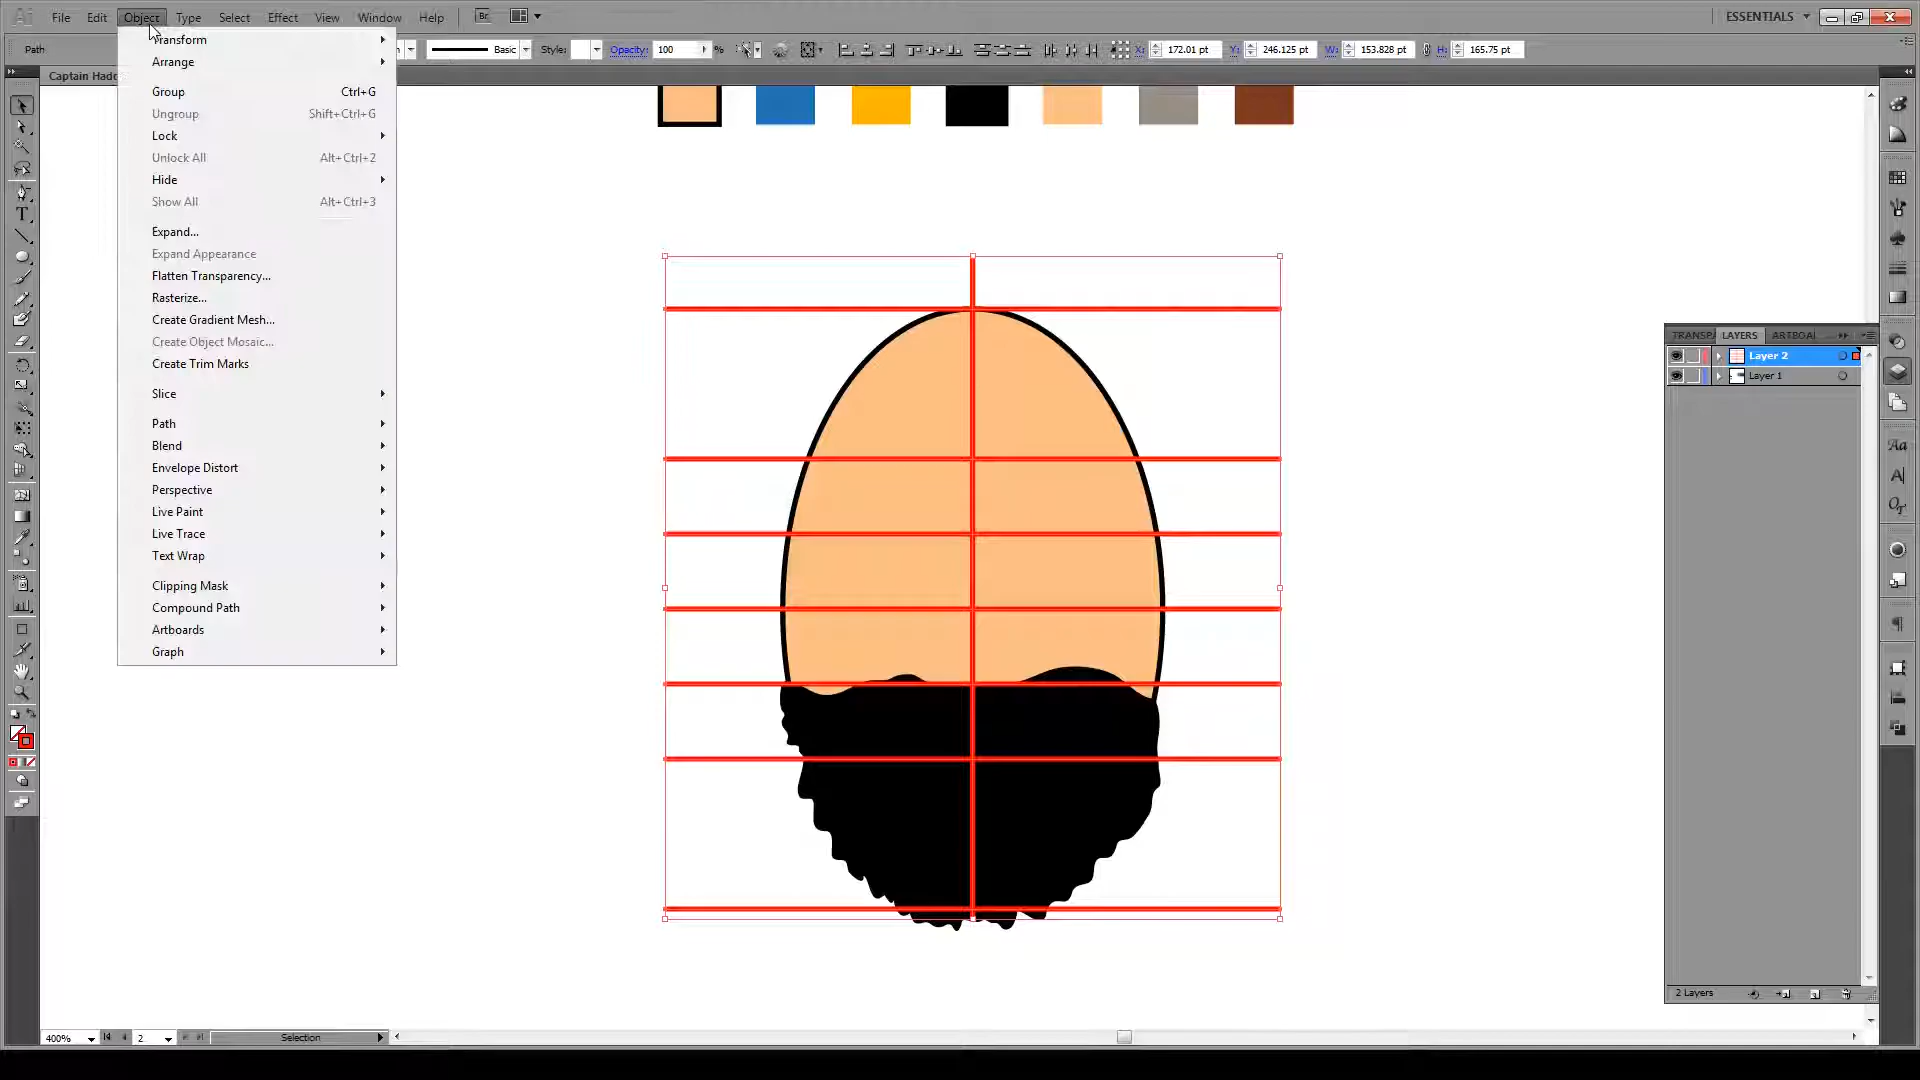 Ai File Edit Object Type Select Effect View Window Help Br ESSENTIALS
Path Basic Style: Opacity: 100 % X: 172.01 pt Y: 246.125 pt W: 153.828 pt H: 165.75 pt
Captain Hadd
Transform
Arrange
Group Ctrl+G
Ungroup Shift+Ctrl+G
Lock
Unlock All Alt+Ctrl+2
Hide
Show All Alt+Ctrl+3
Expand...
Expand Appearance
Flatten Transparency...
Rasterize...
Create Gradient Mesh...
Create Object Mosaic...
Create Trim Marks
Slice
Path
Blend
Envelope Distort
Perspective
Live Paint
Live Trace
Text Wrap
Clipping Mask
Compound Path
Artboards
Graph
TRANSPA LAYERS ARTBOAI
Layer 2
Layer 1
2 Layers
400% 2 Selection